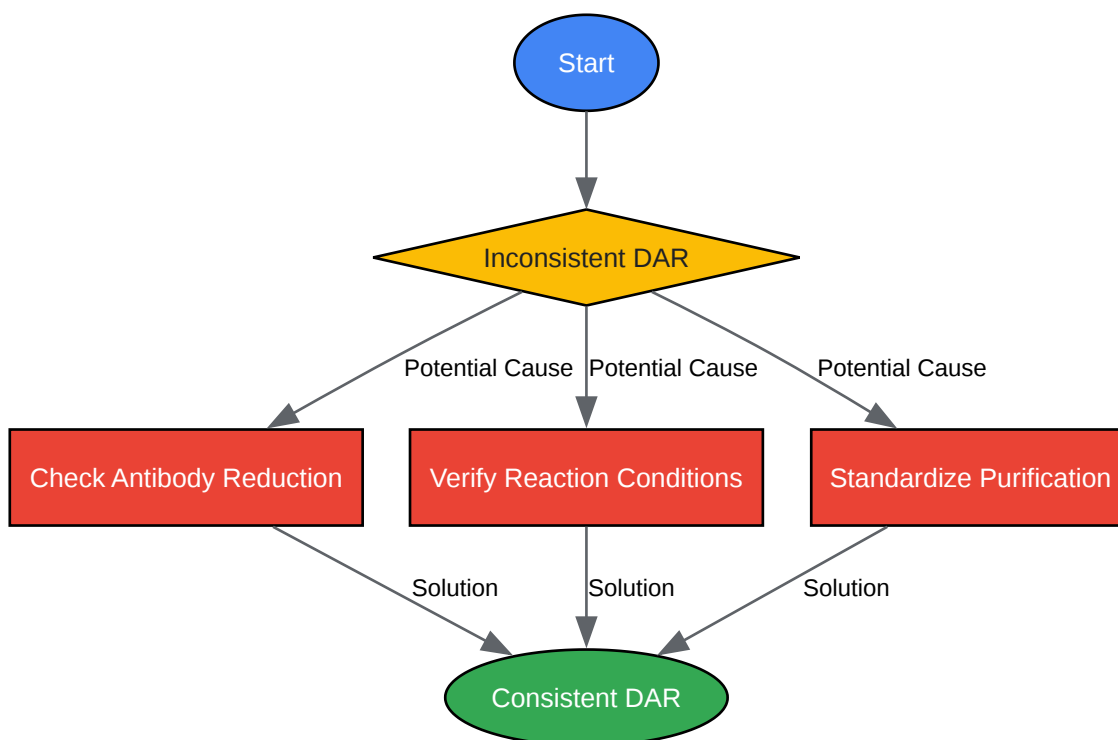 Start
Inconsistent DAR
Potential Cause
Potential Cause
Potential Cause
Check Antibody Reduction
Verify Reaction Conditions
Standardize Purification
Solution
Solution
Solution
Consistent DAR